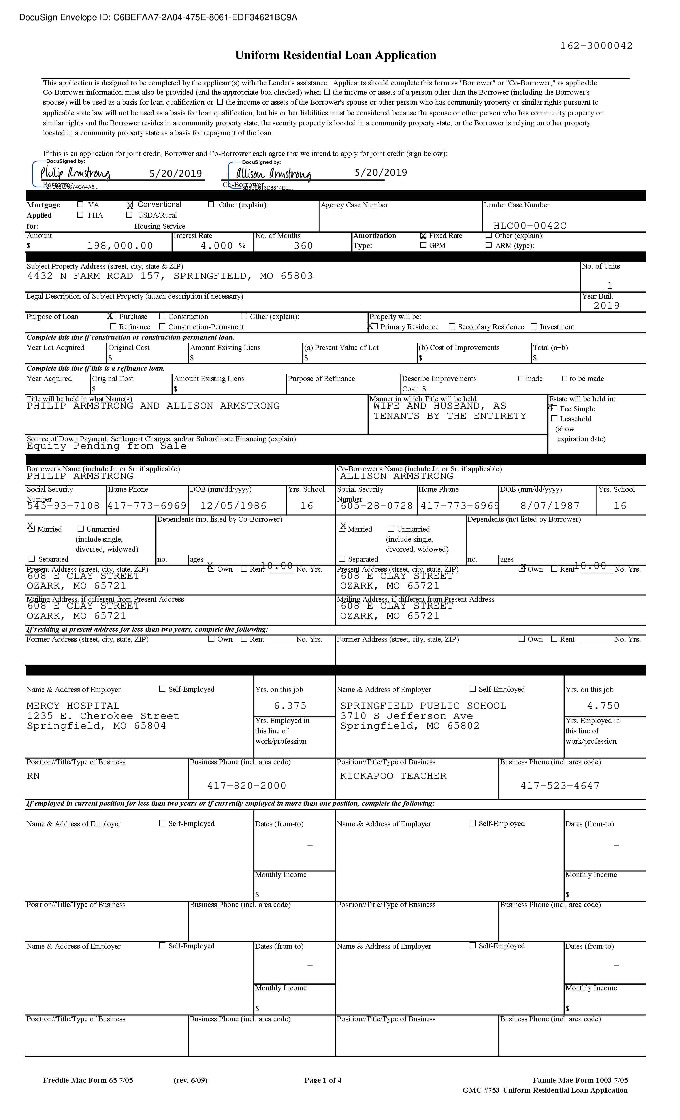 DocuSign Envelope ID: C6BEFAA7-2A04-475E-8061-EDF34621BC9A
162-3000042
Uniform Residential Loan Application
This application is designed to be completed by the applicant(s) with the Lender's assistance. Applicants should complete this form as "Borrower" or "Co-Borrower," as applicable.
Co-Borrower information must also be provided (and the appropriate box checked) when ☐ the income or assets of a person other than the Borrower (including the Borrower's
spouse) will be used as a basis for loan qualification or ☐ the income or assets of the Borrower's spouse or other person who has community property or similar rights pursuant to
applicable state law will not be used as a basis for loan qualification, but his or her liabilities must be considered because the spouse or other person who has community property or
similar rights and the Borrower resides in a community property state, the security property is located in a community property state, or the Borrower is relying on other property
located in a community property state as a basis for repayment of the loan.
If this is an application for joint credit, Borrower and Co-Borrower each agree that we intend to apply for joint credit (sign below):
DocuSigned by: DocuSigned by:
Philip Armstrong 5/20/2019 Allison Armstrong 5/20/2019
Borrower Co-Borrower
Mortgage ☐ VA X Conventional ☐ Other (explain): Agency Case Number Lender Case Number
Applied ☐ FHA ☐ USDA/Rural
for: Housing Service HLC00-0042C
Amount Interest Rate No. of Months Amortization X Fixed Rate ☐ Other (explain):
$ 198,000.00 4.000 % 360 Type: ☐ GPM ☐ ARM (type):
Subject Property Address (street, city, state & ZIP) No. of Units
4432 N FARM ROAD 157, SPRINGFIELD, MO 65803 1
Legal Description of Subject Property (attach description if necessary) Year Built
2019
Purpose of Loan X Purchase ☐ Construction ☐ Other (explain): Property will be:
☐ Refinance ☐ Construction-Permanent X Primary Residence ☐ Secondary Residence ☐ Investment
Complete this line if construction or construction-permanent loan.
Year Lot Acquired Original Cost Amount Existing Liens (a) Present Value of Lot (b) Cost of Improvements Total (a+b)
$ $ $ $ $
Complete this line if this is a refinance loan.
Year Acquired Original Cost Amount Existing Liens Purpose of Refinance Describe Improvements ☐ made ☐ to be made
$ $ Cost: $
Title will be held in what Name(s) Manner in which Title will be held Estate will be held in:
PHILIP ARMSTRONG AND ALLISON ARMSTRONG WIFE AND HUSBAND, AS X Fee Simple
TENANTS BY THE ENTIRETY ☐ Leasehold
(show
Source of Down Payment, Settlement Charges, and/or Subordinate Financing (explain) expiration date)
Equity Pending from Sale
Borrower's Name (include Jr. or Sr. if applicable) Co-Borrower's Name (include Jr. or Sr. if applicable)
PHILIP ARMSTRONG ALLISON ARMSTRONG
Social Security Number Home Phone DOB (mm/dd/yyyy) Yrs. School Social Security Number Home Phone DOB (mm/dd/yyyy) Yrs. School
545-93-7108 417-773-6969 12/05/1986 16 605-28-0728 417-773-6969 8/07/1987 16
X Married ☐ Unmarried Dependents (not listed by Co-Borrower) X Married ☐ Unmarried Dependents (not listed by Borrower)
(include single, (include single,
divorced, widowed) divorced, widowed)
☐ Separated no. ages ☐ Separated no. ages
Present Address (street, city, state, ZIP) X Own ☐ Rent 10.00 No. Yrs. Present Address (street, city, state, ZIP) X Own ☐ Rent 10.00 No. Yrs.
608 E CLAY STREET 608 E CLAY STREET
OZARK, MO 65721 OZARK, MO 65721
Mailing Address, if different from Present Address Mailing Address, if different from Present Address
608 E CLAY STREET 608 E CLAY STREET
OZARK, MO 65721 OZARK, MO 65721
If residing at present address for less than two years, complete the following:
Former Address (street, city, state, ZIP) ☐ Own ☐ Rent No. Yrs. Former Address (street, city, state, ZIP) ☐ Own ☐ Rent No. Yrs.
Name & Address of Employer ☐ Self-Employed Yrs. on this job Name & Address of Employer ☐ Self-Employed Yrs. on this job
MERCY HOSPITAL 6.375 SPRINGFIELD PUBLIC SCHOOL 4.750
1235 E. Cherokee Street Yrs. Employed in 3710 S Jefferson Ave Yrs. Employed in
Springfield, MO 65804 this line of Springfield, MO 65802 this line of
work/profession work/profession
Position/Title/Type of Business Business Phone (incl. area code) Position/Title/Type of Business Business Phone (incl. area code)
RN 417-820-2000 KICKAPOO TEACHER 417-523-4647
If employed in current position for less than two years or if currently employed in more than one position, complete the following:
Name & Address of Employer ☐ Self-Employed Dates (from-to) Name & Address of Employer ☐ Self-Employed Dates (from-to)
– –
Monthly Income Monthly Income
$ $
Position/Title/Type of Business Business Phone (incl. area code) Position/Title/Type of Business Business Phone (incl. area code)
Name & Address of Employer ☐ Self-Employed Dates (from-to) Name & Address of Employer ☐ Self-Employed Dates (from-to)
– –
Monthly Income Monthly Income
$ $
Position/Title/Type of Business Business Phone (incl. area code) Position/Title/Type of Business Business Phone (incl. area code)
Freddie Mac Form 65 7/05 (rev. 6/09) Page 1 of 4 Fannie Mae Form 1003 7/05
GMC #753 Uniform Residential Loan Application